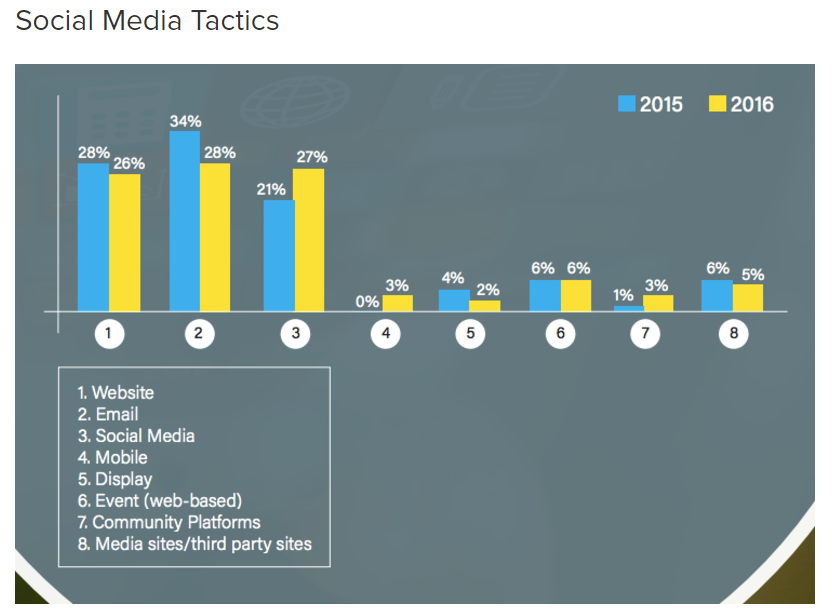 Social Media Tactics
2015 2016
28% 26% 34% 28% 21% 27% 0% 3% 4% 2% 6% 6% 1% 3% 6% 5%
1 2 3 4 5 6 7 8
1. Website
2. Email
3. Social Media
4. Mobile
5. Display
6. Event (web-based)
7. Community Platforms
8. Media sites/third party sites